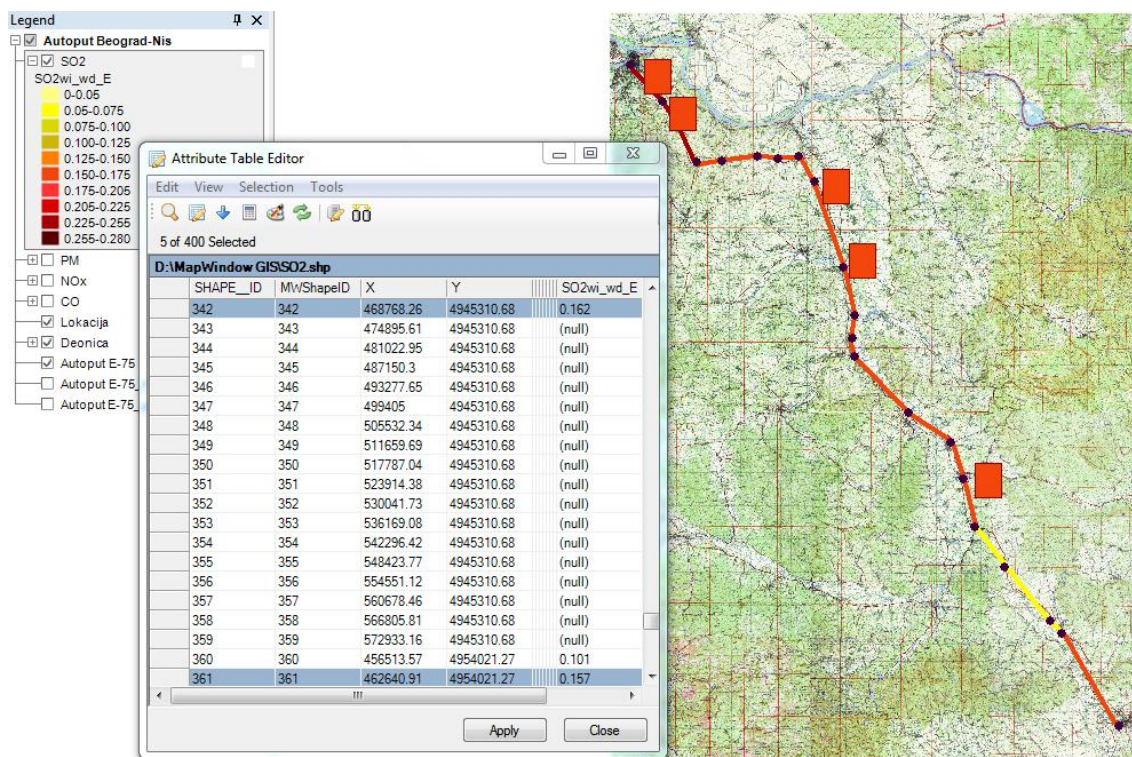 Legend
Autoput Beograd-Nis
SO2
SO2wi_wd_E
0-0.05
0.05-0.075
0.075-0.100
0.100-0.125
0.125-0.150
0.150-0.175
0.175-0.205
0.205-0.225
0.225-0.255
0.255-0.280
PM
NOx
CO
Lokacija
Deonica
Autoput E-75
Autoput E-75_
Autoput E-75_
Attribute Table Editor
Edit View Selection Tools
5 of 400 Selected
D:\MapWindow GIS\SO2.shp
SHAPE__ID MWShapeID X Y SO2wi_wd_E
342 342 468768.26 4945310.68 0.162
343 343 474895.61 4945310.68 (null)
344 344 481022.95 4945310.68 (null)
345 345 487150.3 4945310.68 (null)
346 346 493277.65 4945310.68 (null)
347 347 499405 4945310.68 (null)
348 348 505532.34 4945310.68 (null)
349 349 511659.69 4945310.68 (null)
350 350 517787.04 4945310.68 (null)
351 351 523914.38 4945310.68 (null)
352 352 530041.73 4945310.68 (null)
353 353 536169.08 4945310.68 (null)
354 354 542296.42 4945310.68 (null)
355 355 548423.77 4945310.68 (null)
356 356 554551.12 4945310.68 (null)
357 357 560678.46 4945310.68 (null)
358 358 566805.81 4945310.68 (null)
359 359 572933.16 4945310.68 (null)
360 360 456513.57 4954021.27 0.101
361 361 462640.91 4954021.27 0.157
Apply Close